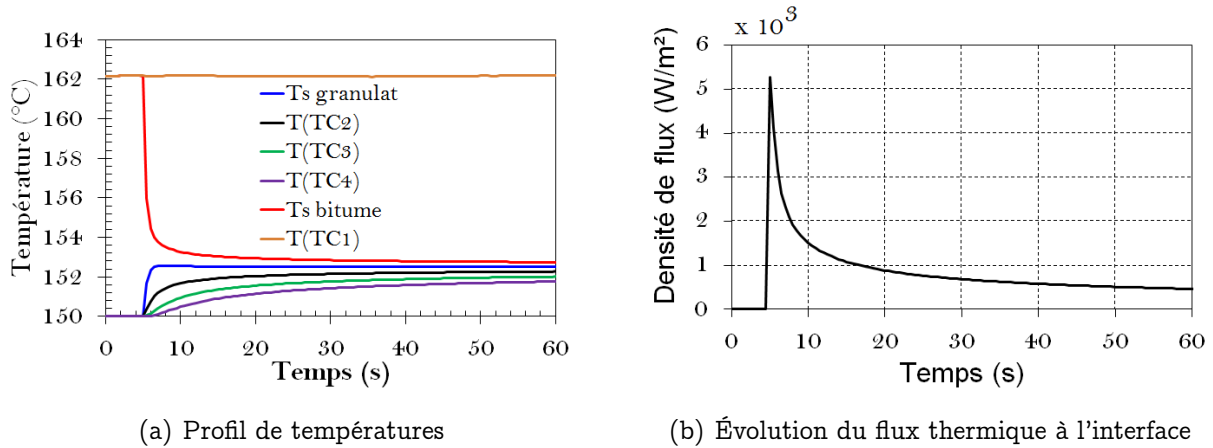 164
162
160
158
156
154
152
150
Température (°C)
Ts granulat
T(TC2)
T(TC3)
T(TC4)
Ts bitume
T(TC1)
0 10 20 30 40 50 60
Temps (s)
(a) Profil de températures
x 10³
6
5
4
3
2
1
0
Densité de flux (W/m²)
0 10 20 30 40 50 60
Temps (s)
(b) Évolution du flux thermique à l'interface